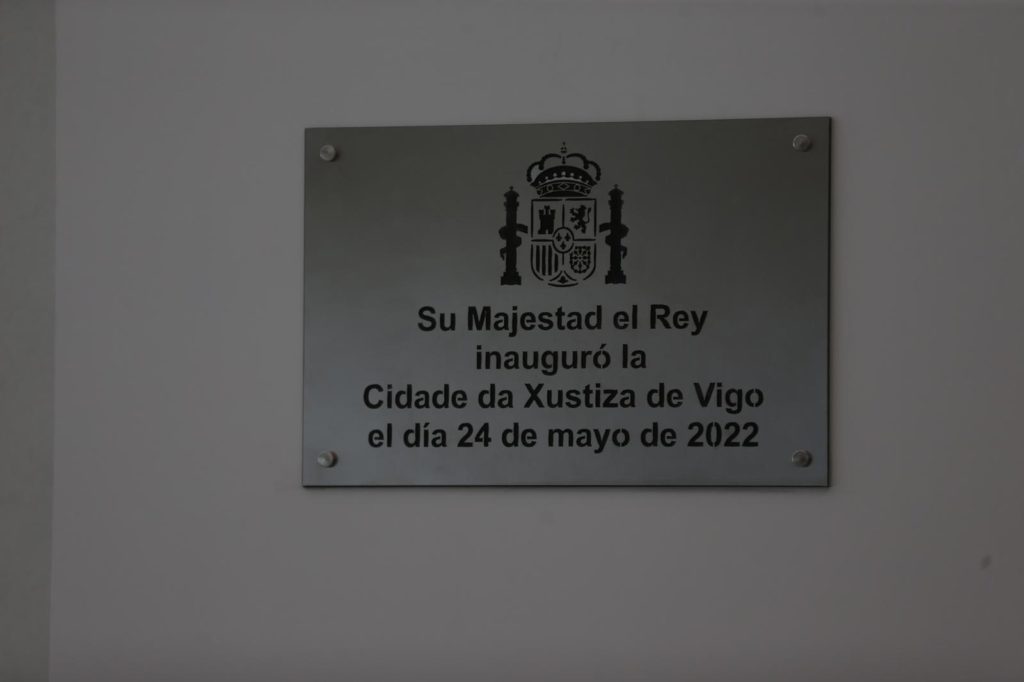 Su Majestad el Rey
inauguró la
Cidade da Xustiza de Vigo
el día 24 de mayo de 2022